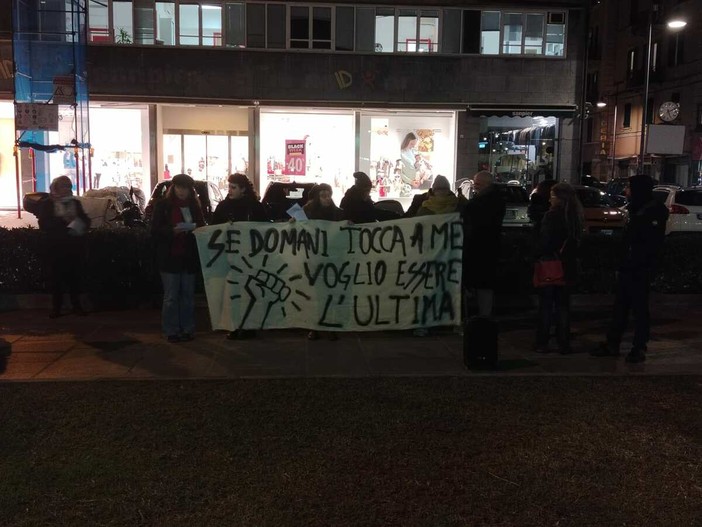 SE DOMANI TOCCA A ME
VOGLIO ESSERE
L'ULTIMA
BLACK
-40%